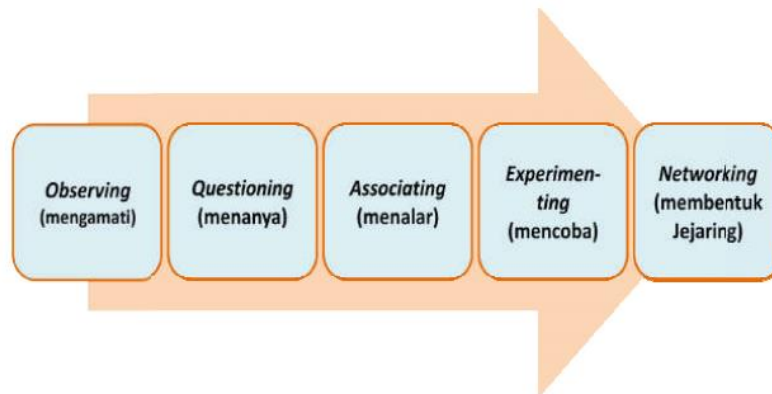 Observing
(mengamati)
Questioning
(menanya)
Associating
(menalar)
Experimen-
ting
(mencoba)
Networking
(membentuk
Jejaring)